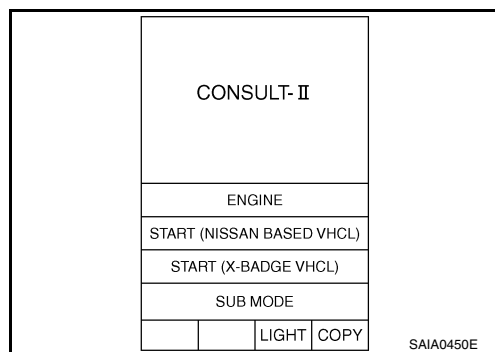 CONSULT-II
ENGINE
START (NISSAN BASED VHCL)
START (X-BADGE VHCL)
SUB MODE
LIGHT COPY
SAIA0450E